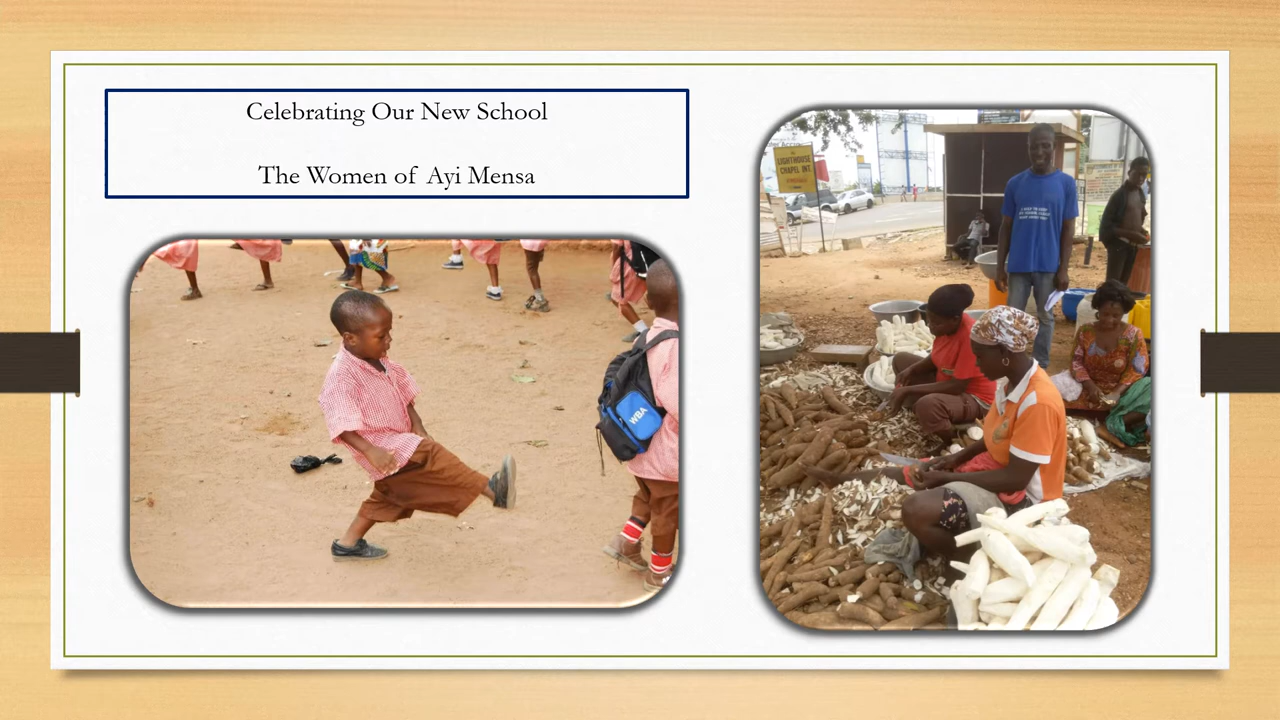 Celebrating Our New School
The Women of Ayi Mensa
WBA
LIGHTHOUSE
CHAPEL INT.